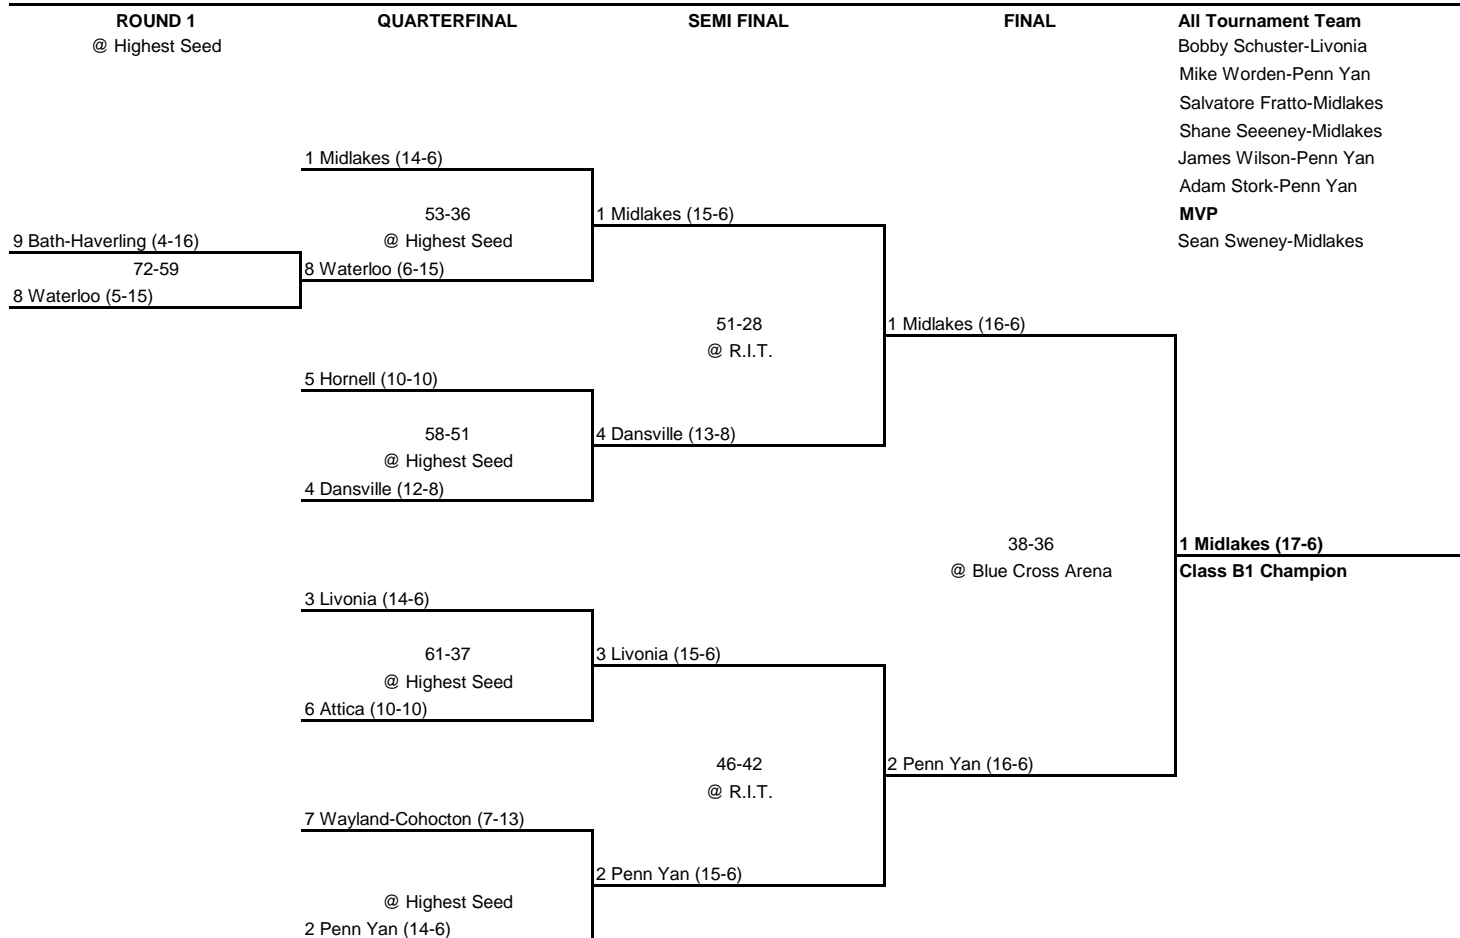 ROUND 1
@ Highest Seed
9 Bath-Haverling (4-16)
72-59
8 Waterloo (5-15)
QUARTERFINAL
1 Midlakes (14-6)
53-36
@ Highest Seed
8 Waterloo (6-15)
5 Hornell (10-10)
58-51
@ Highest Seed
4 Dansville (12-8)
3 Livonia (14-6)
61-37
@ Highest Seed
6 Attica (10-10)
7 Wayland-Cohocton (7-13)
@ Highest Seed
2 Penn Yan (14-6)
SEMI FINAL
1 Midlakes (15-6)
51-28
@ R.I.T.
4 Dansville (13-8)
3 Livonia (15-6)
46-42
@ R.I.T.
2 Penn Yan (15-6)
FINAL
1 Midlakes (16-6)
38-36
@ Blue Cross Arena
2 Penn Yan (16-6)
All Tournament Team
Bobby Schuster-Livonia
Mike Worden-Penn Yan
Salvatore Fratto-Midlakes
Shane Seeeney-Midlakes
James Wilson-Penn Yan
Adam Stork-Penn Yan
MVP
Sean Sweney-Midlakes
1 Midlakes (17-6)
Class B1 Champion